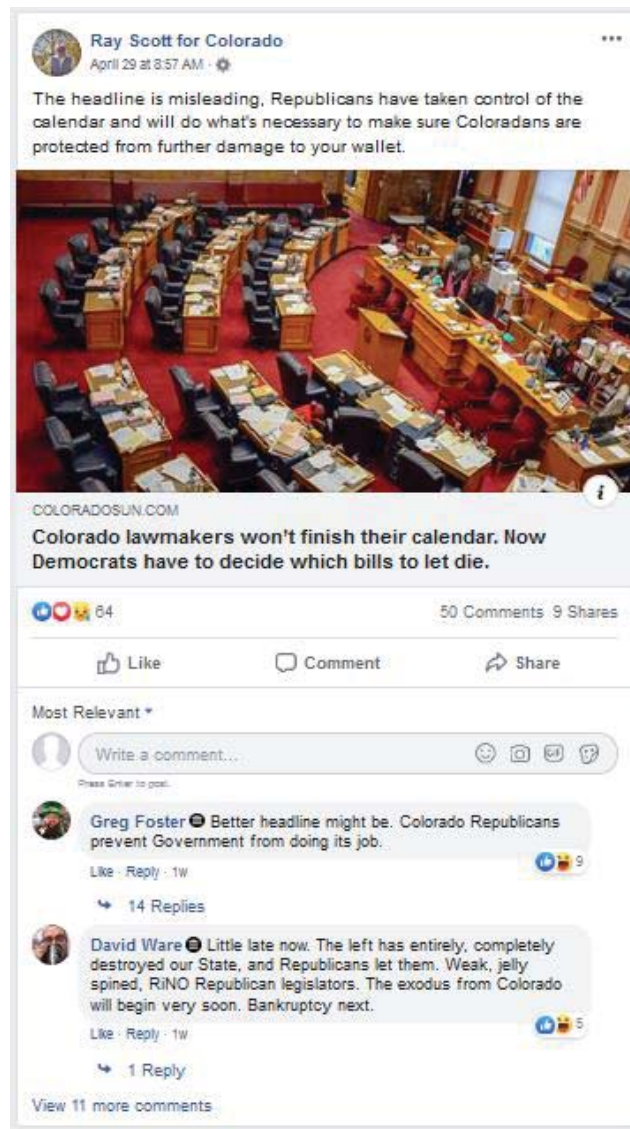 Ray Scott for Colorado
April 29 at 8:57 AM ·
The headline is misleading, Republicans have taken control of the
calendar and will do what's necessary to make sure Coloradans are
protected from further damage to your wallet.
COLORADOSUN.COM
Colorado lawmakers won't finish their calendar. Now
Democrats have to decide which bills to let die.
64 50 Comments 9 Shares
Like Comment Share
Most Relevant
Write a comment...
GIF
Press Enter to post.
Greg Foster Better headline might be. Colorado Republicans
prevent Government from doing its job.
9
Like · Reply · 1w
14 Replies
David Ware Little late now. The left has entirely, completely
destroyed our State, and Republicans let them. Weak, jelly
spined, RiNO Republican legislators. The exodus from Colorado
will begin very soon. Bankruptcy next.
5
Like · Reply · 1w
1 Reply
View 11 more comments